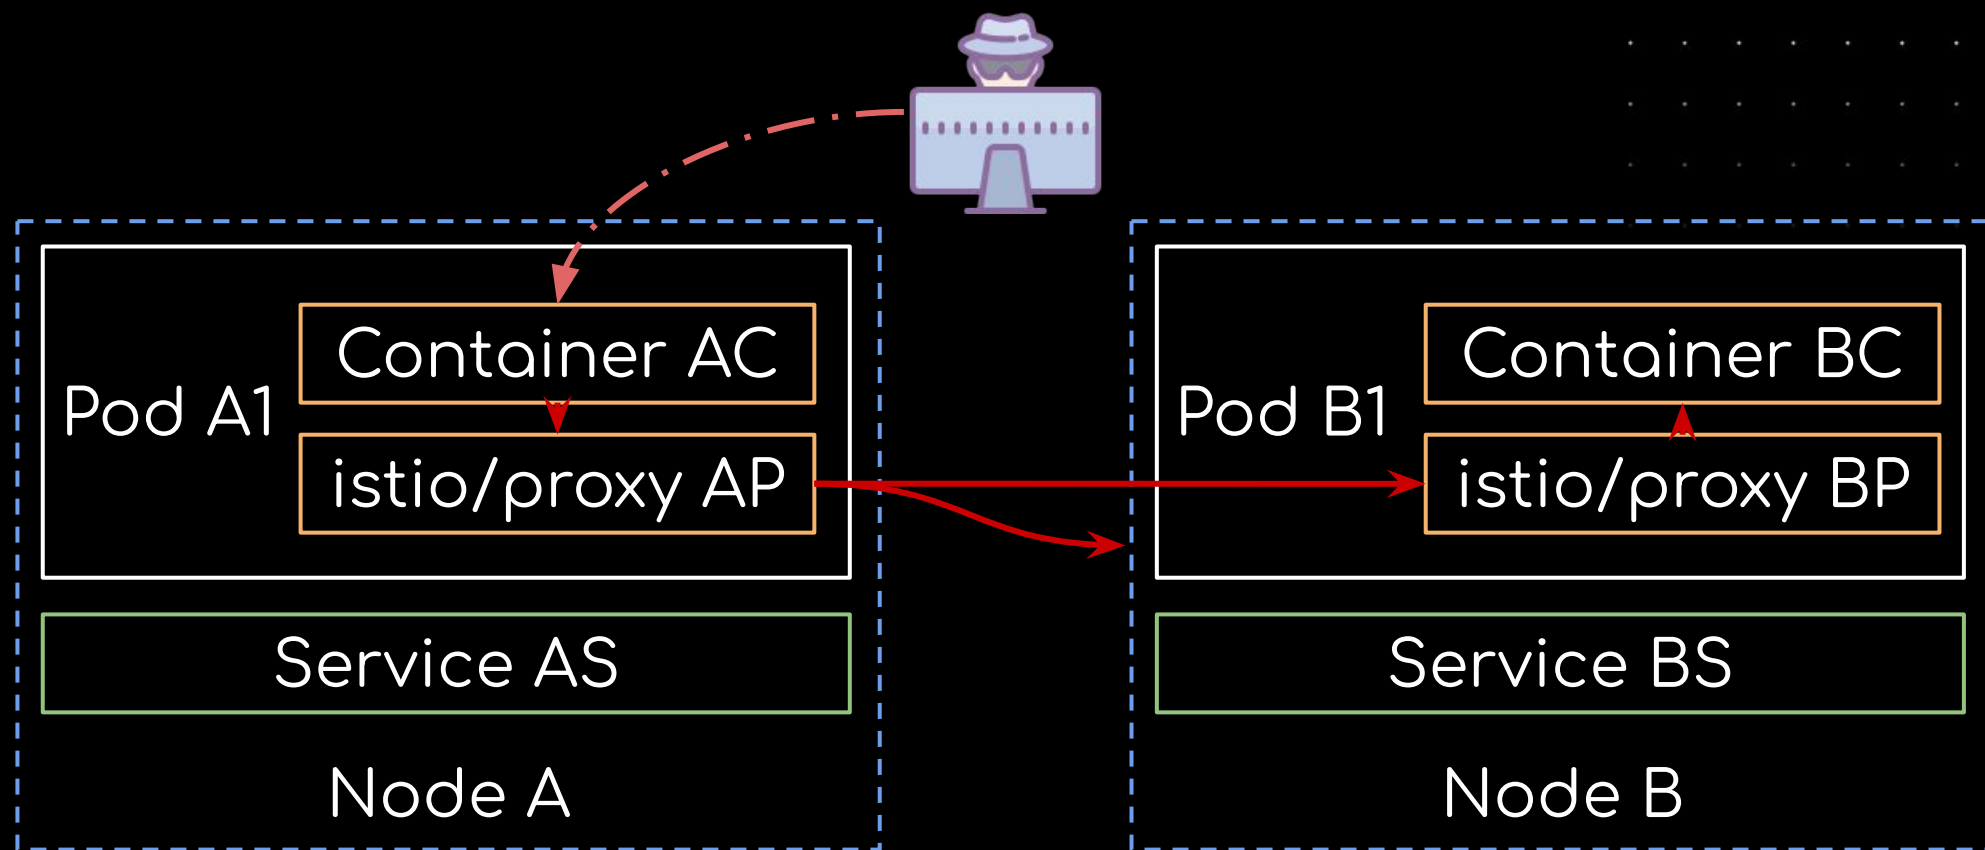 Container AC
Pod A1
istio/proxy AP
Service AS
Node A
Container BC
Pod B1
istio/proxy BP
Service BS
Node B